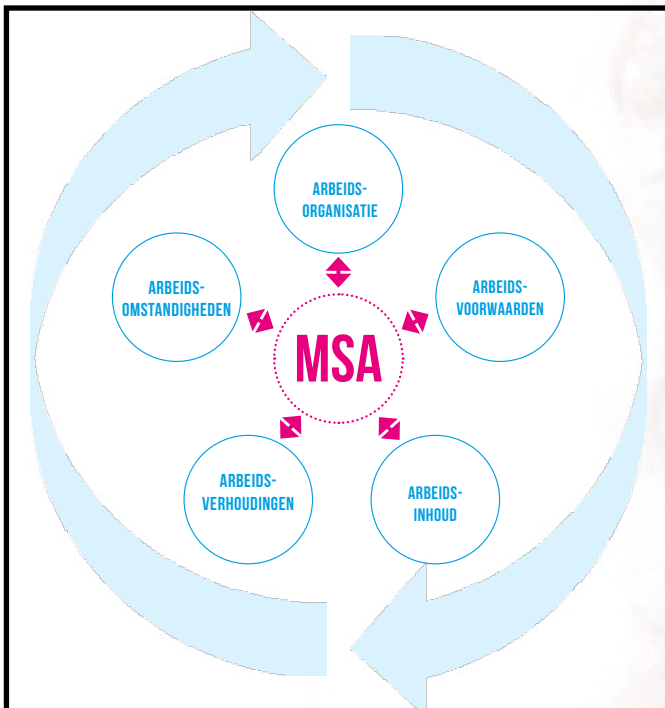 ARBEIDS-
ORGANISATIE
ARBEIDS-
OMSTANDIGHEDEN
ARBEIDS-
VOORWAARDEN
MSA
ARBEIDS-
VERHOUDINGEN
ARBEIDS-
INHOUD